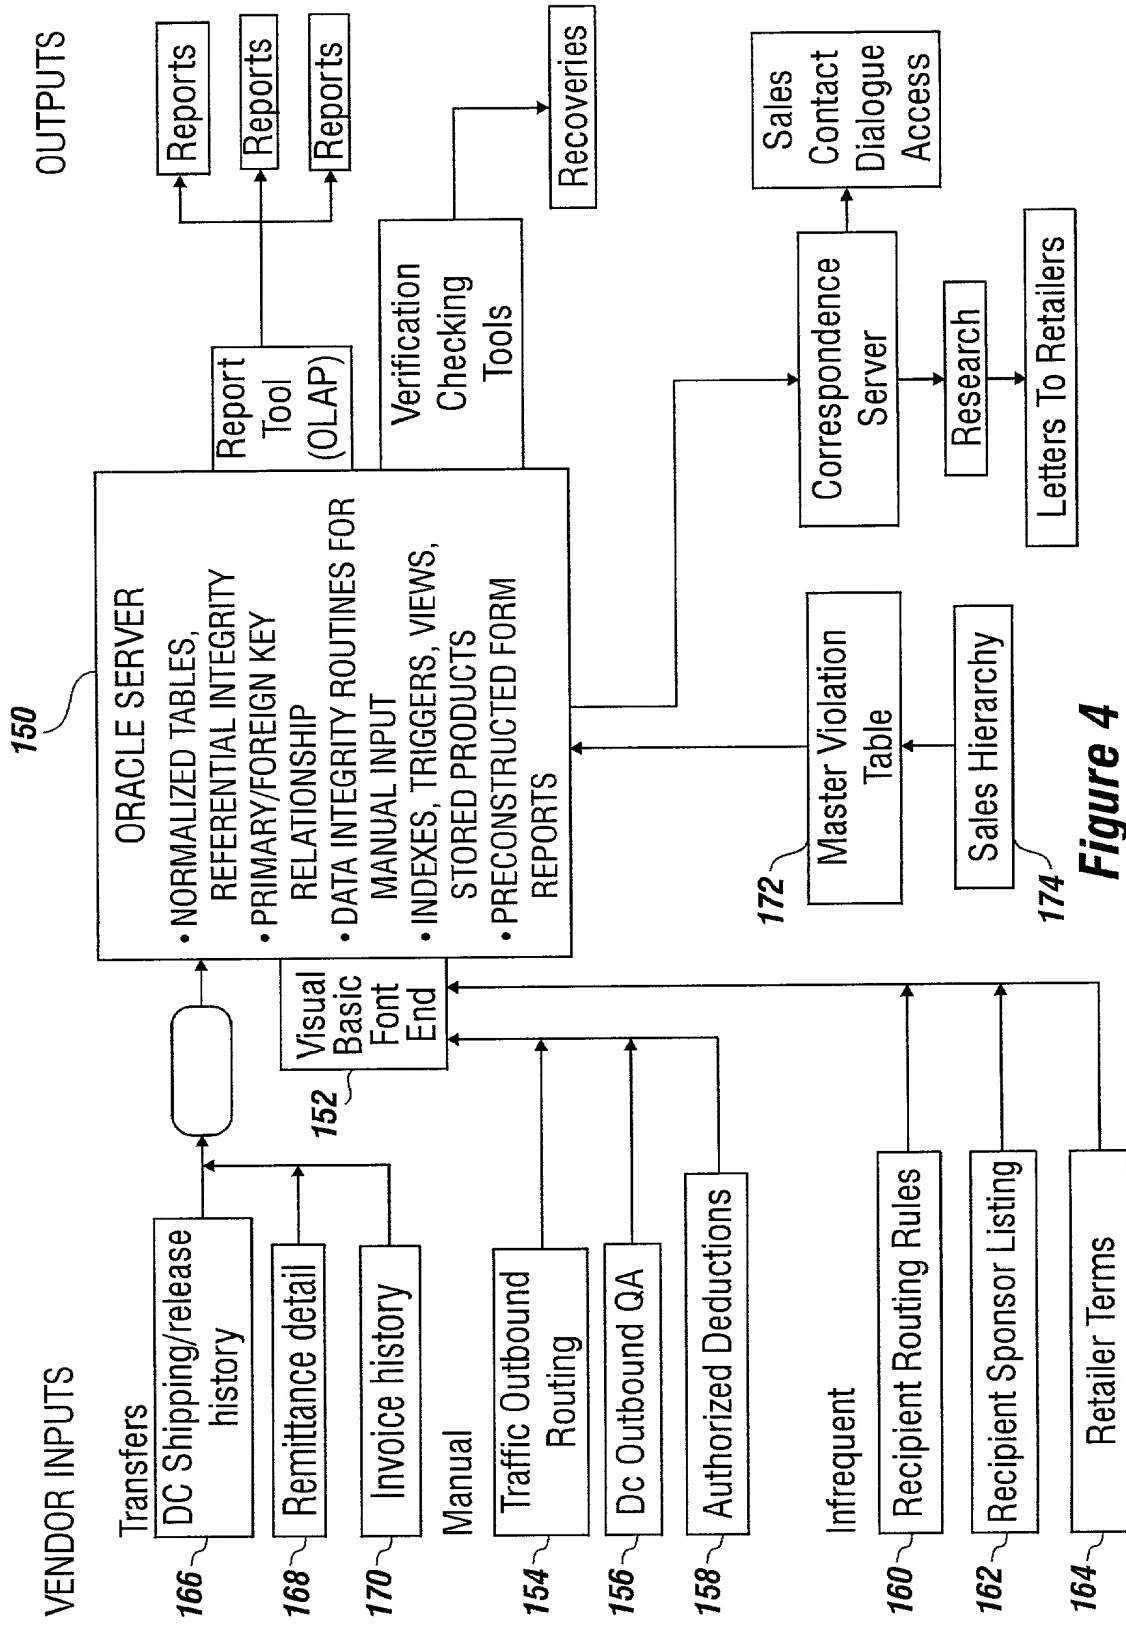 VENDOR INPUTS
OUTPUTS
Transfers
166
DC Shipping/release
history
168
Remittance detail
170
Invoice history
Manual
154
Traffic Outbound
Routing
156
Dc Outbound QA
158
Authorized Deductions
Infrequent
160
Recipient Routing Rules
162
Recipient Sponsor Listing
164
Retailer Terms
152
Visual
Basic
Font
End
150
ORACLE SERVER
• NORMALIZED TABLES,
REFERENTIAL INTEGRITY
• PRIMARY/FOREIGN KEY
RELATIONSHIP
• DATA INTEGRITY ROUTINES FOR
MANUAL INPUT
• INDEXES, TRIGGERS, VIEWS,
STORED PRODUCTS
• PRECONSTRUCTED FORM
REPORTS
172
Master Violation
Table
174
Sales Hierarchy
Report
Tool
(OLAP)
Reports
Reports
Reports
Verification
Checking
Tools
Recoveries
Correspondence
Server
Sales
Contact
Dialogue
Access
Research
Letters To Retailers
Figure 4